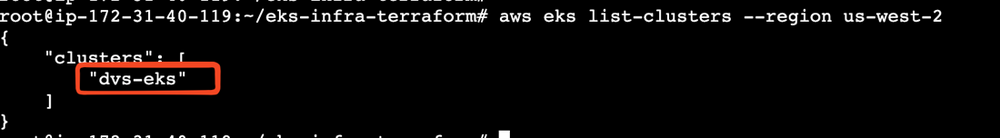 root@ip-172-31-40-119:~/eks-infra-terraform# aws eks list-clusters --region us-west-2
{
    "clusters": [
        "dvs-eks"
    ]
}